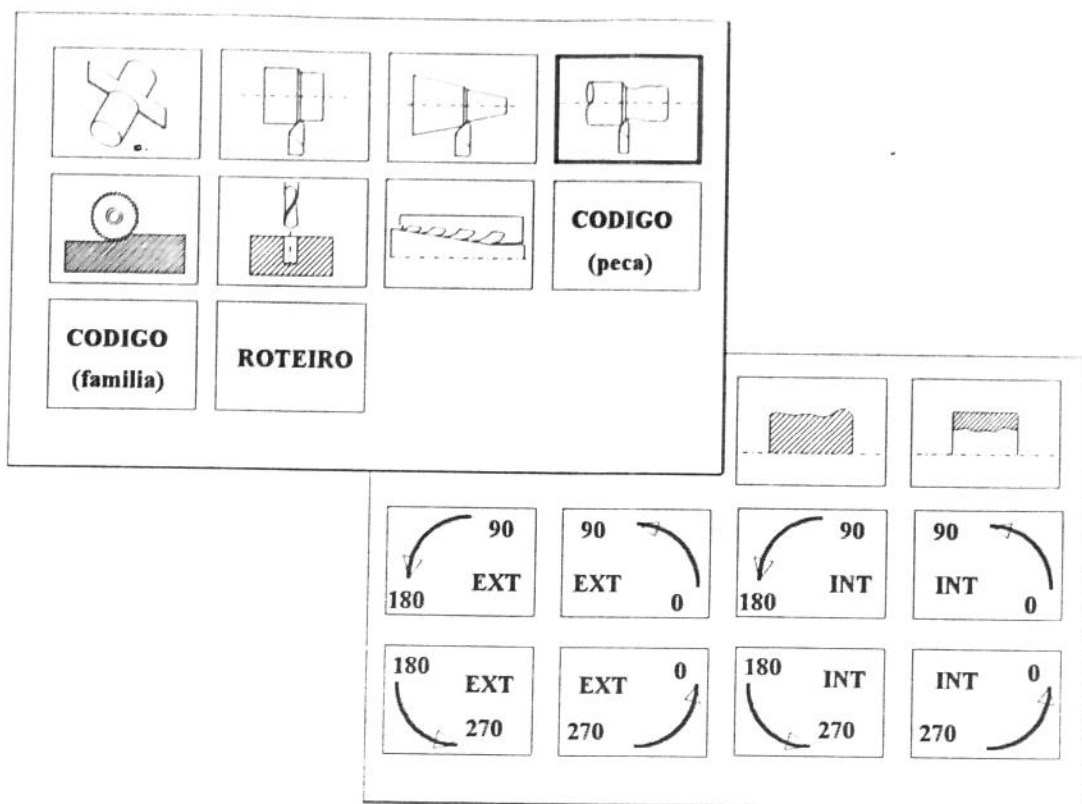 CODIGO
(peca)
CODIGO
(familia)
ROTEIRO
90
EXT
180
90
EXT
0
90
INT
180
90
INT
0
180
EXT
270
EXT
0
270
180
INT
270
INT
0
270